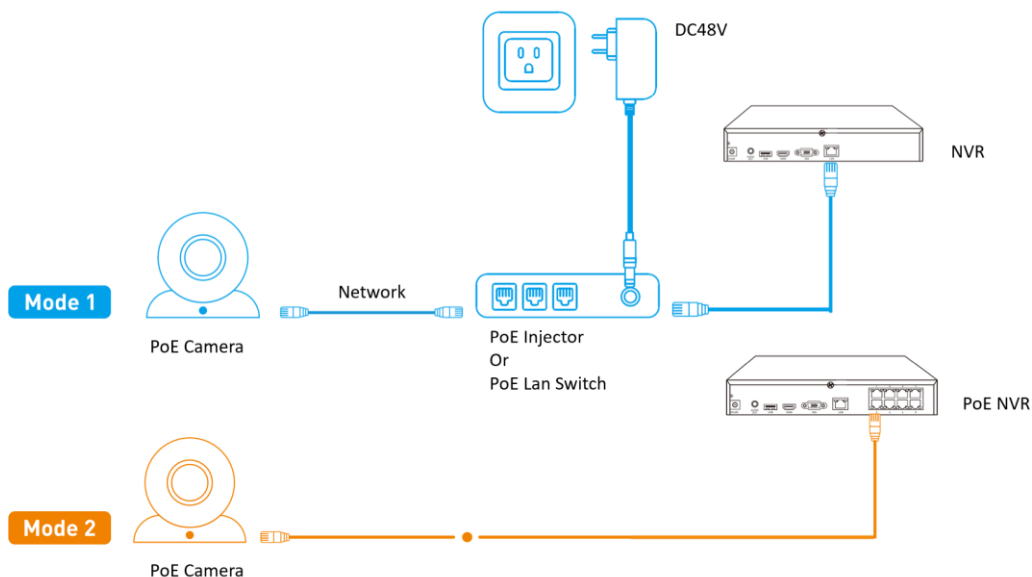 DC48V
NVR
Mode 1
Network
PoE Camera
PoE Injector
Or
PoE Lan Switch
PoE NVR
Mode 2
PoE Camera